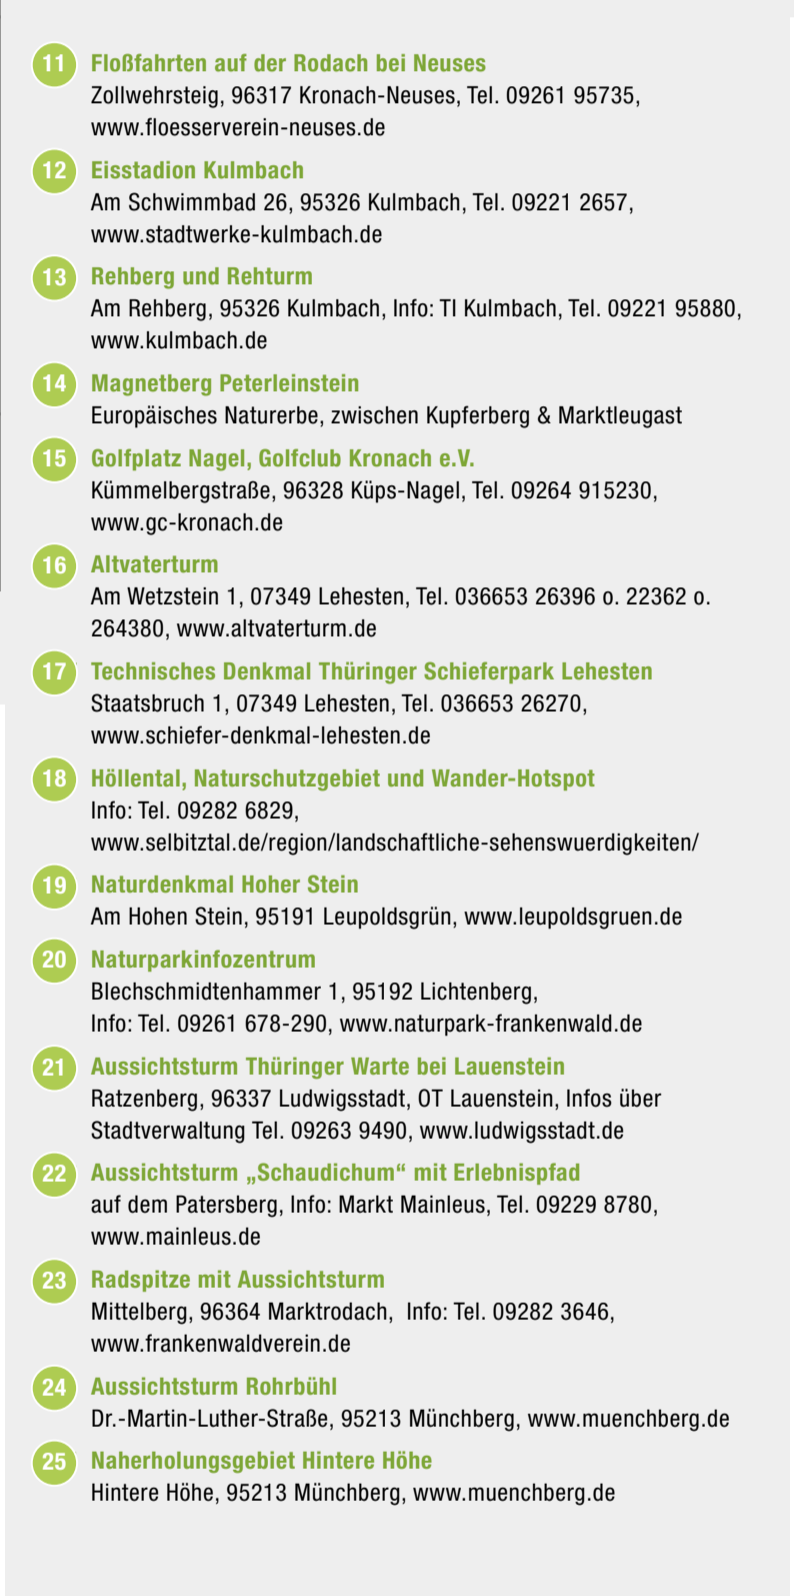 11 Floßfahrten auf der Rodach bei Neuses
Zollwehrsteig, 96317 Kronach-Neuses, Tel. 09261 95735,
www.floesserverein-neuses.de
12 Eisstadion Kulmbach
Am Schwimmbad 26, 95326 Kulmbach, Tel. 09221 2657,
www.stadtwerke-kulmbach.de
13 Rehberg und Rehturm
Am Rehberg, 95326 Kulmbach, Info: TI Kulmbach, Tel. 09221 95880,
www.kulmbach.de
14 Magnetberg Peterleinstein
Europäisches Naturerbe, zwischen Kupferberg & Marktleugast
15 Golfplatz Nagel, Golfclub Kronach e.V.
Kümmelbergstraße, 96328 Küps-Nagel, Tel. 09264 915230,
www.gc-kronach.de
16 Altvaterturm
Am Wetzstein 1, 07349 Lehesten, Tel. 036653 26396 o. 22362 o.
264380, www.altvaterturm.de
17 Technisches Denkmal Thüringer Schieferpark Lehesten
Staatsbruch 1, 07349 Lehesten, Tel. 036653 26270,
www.schiefer-denkmal-lehesten.de
18 Höllental, Naturschutzgebiet und Wander-Hotspot
Info: Tel. 09282 6829,
www.selbitztal.de/region/landschaftliche-sehenswuerdigkeiten/
19 Naturdenkmal Hoher Stein
Am Hohen Stein, 95191 Leupoldsgrün, www.leupoldsgruen.de
20 Naturparkinfozentrum
Blechschmidtenhammer 1, 95192 Lichtenberg,
Info: Tel. 09261 678-290, www.naturpark-frankenwald.de
21 Aussichtsturm Thüringer Warte bei Lauenstein
Ratzenberg, 96337 Ludwigsstadt, OT Lauenstein, Infos über
Stadtverwaltung Tel. 09263 9490, www.ludwigsstadt.de
22 Aussichtsturm „Schaudichum“ mit Erlebnispfad
auf dem Patersberg, Info: Markt Mainleus, Tel. 09229 8780,
www.mainleus.de
23 Radspitze mit Aussichtsturm
Mittelberg, 96364 Marktrodach, Info: Tel. 09282 3646,
www.frankenwaldverein.de
24 Aussichtsturm Rohrbühl
Dr.-Martin-Luther-Straße, 95213 Münchberg, www.muenchberg.de
25 Naherholungsgebiet Hintere Höhe
Hintere Höhe, 95213 Münchberg, www.muenchberg.de